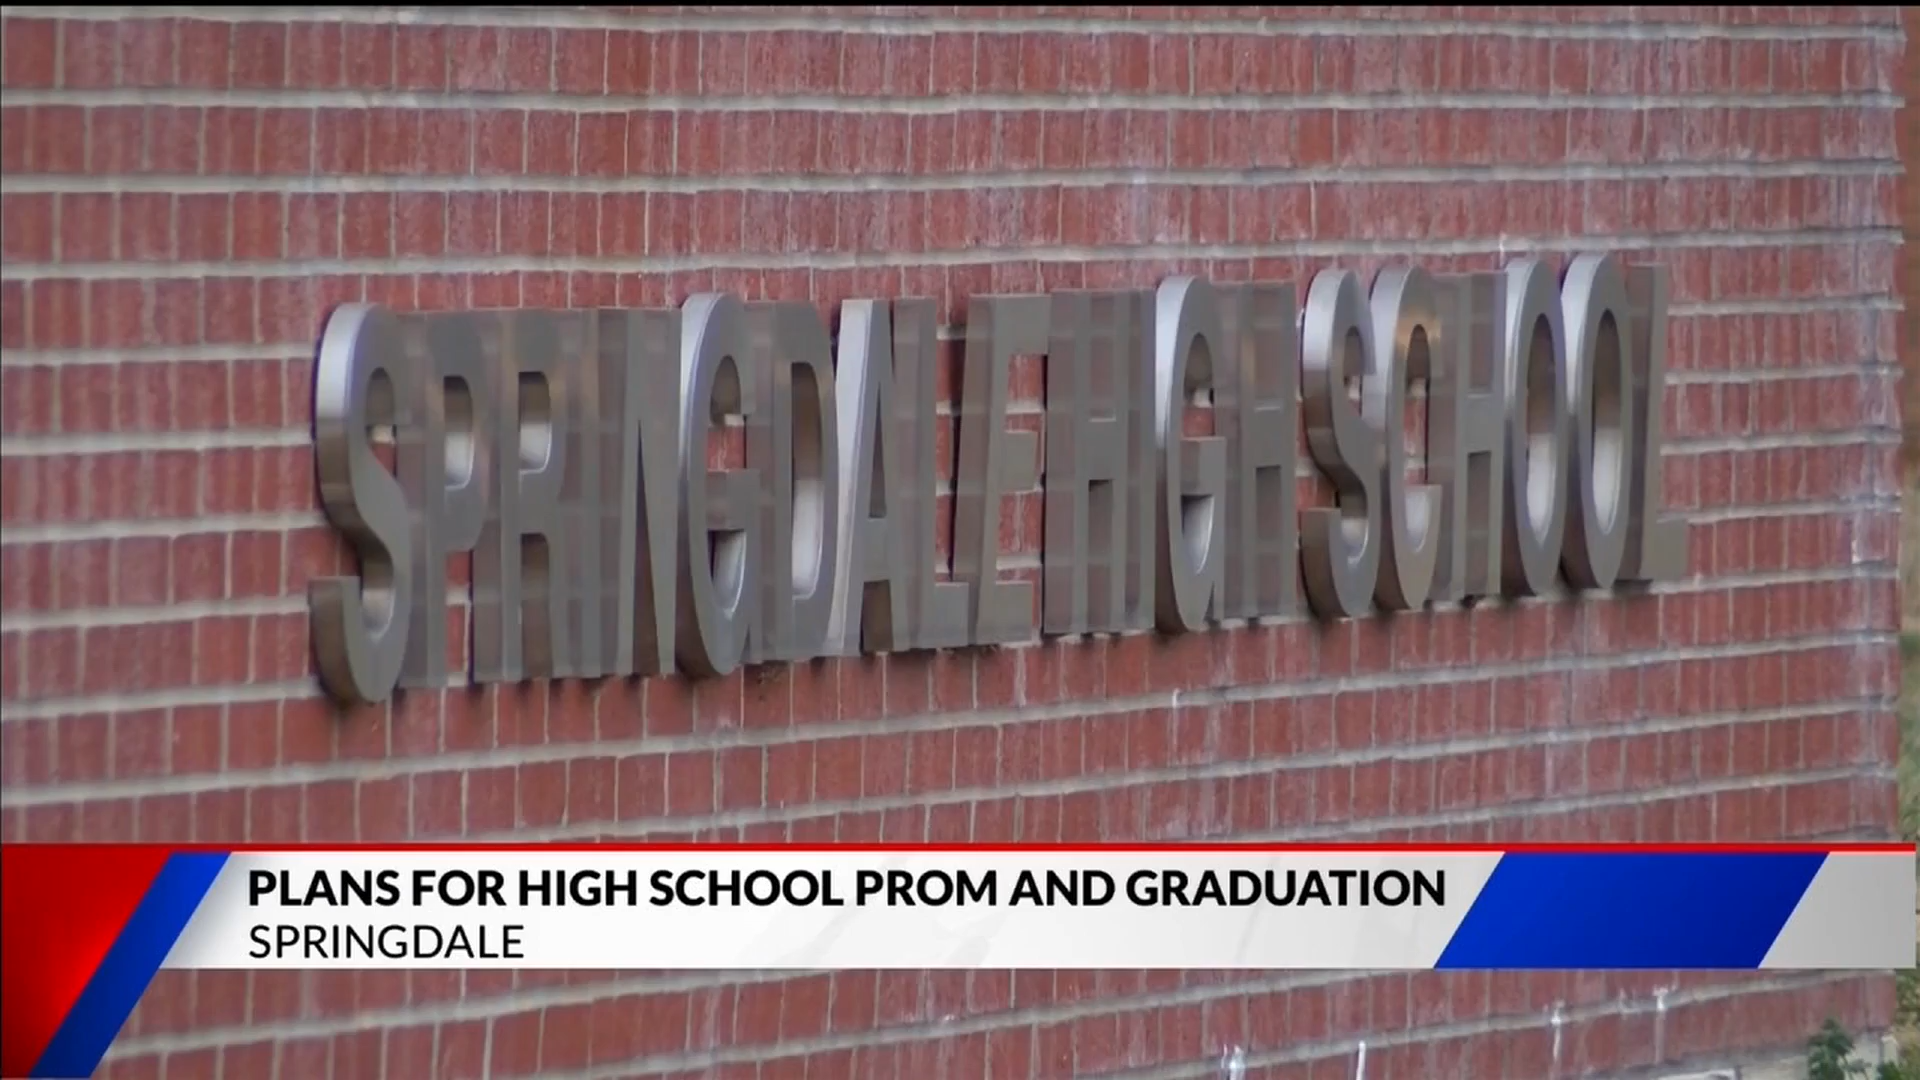 SPRINGDALE HIGH SCHOOL
PLANS FOR HIGH SCHOOL PROM AND GRADUATION
SPRINGDALE